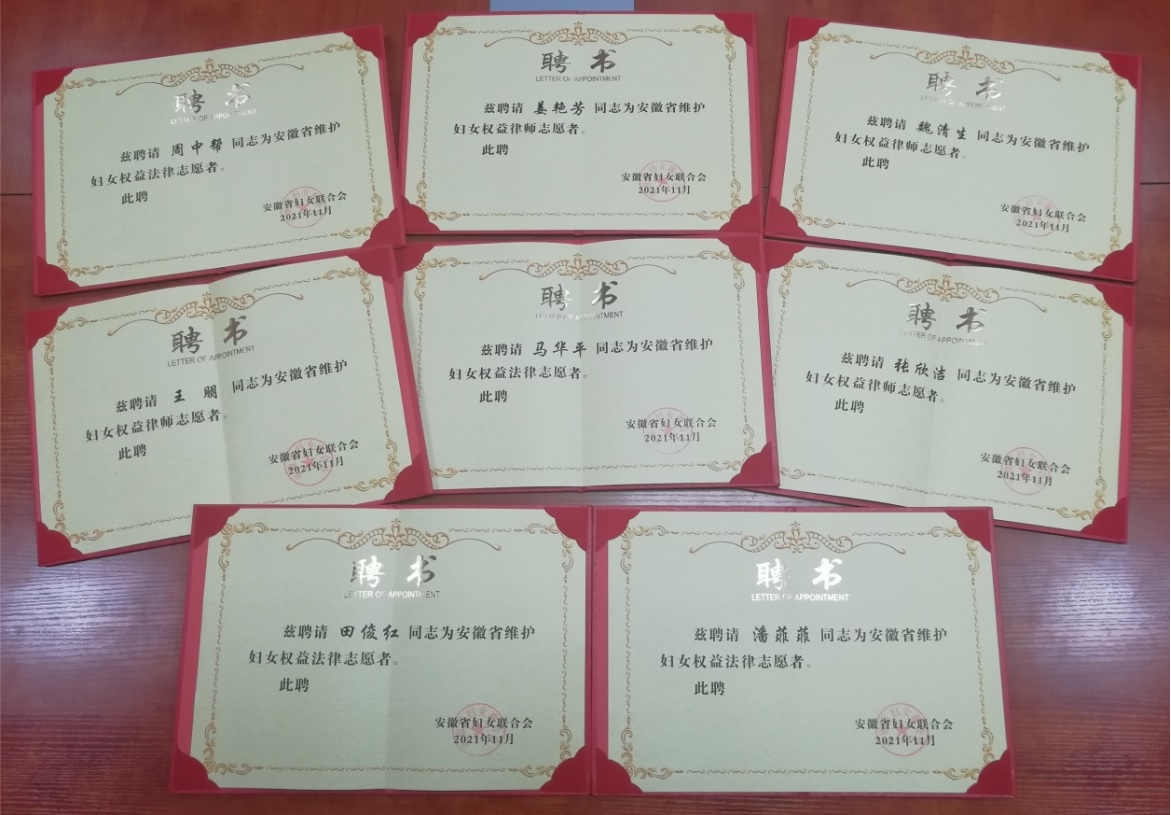 聘 书
LETTER OF APPOINTMENT
兹聘请 周中帮 同志为安徽省维护
妇女权益法律志愿者。
此聘
安徽省妇女联合会
2021年11月
聘 书
LETTER OF APPOINTMENT
兹聘请 姜艳芳 同志为安徽省维护
妇女权益律师志愿者。
此聘
安徽省妇女联合会
2021年11月
聘 书
LETTER OF APPOINTMENT
兹聘请 魏清生 同志为安徽省维护
妇女权益律师志愿者。
此聘
安徽省妇女联合会
2021年11月
聘 书
LETTER OF APPOINTMENT
兹聘请 王 明 同志为安徽省维护
妇女权益律师志愿者。
此聘
安徽省妇女联合会
2021年11月
聘 书
LETTER OF APPOINTMENT
兹聘请 马华平 同志为安徽省维护
妇女权益法律志愿者。
此聘
安徽省妇女联合会
2021年11月
聘 书
LETTER OF APPOINTMENT
兹聘请 张欣洁 同志为安徽省维护
妇女权益律师志愿者。
此聘
安徽省妇女联合会
2021年11月
聘 书
LETTER OF APPOINTMENT
兹聘请 田俊红 同志为安徽省维护
妇女权益法律志愿者。
此聘
安徽省妇女联合会
2021年11月
聘 书
LETTER OF APPOINTMENT
兹聘请 潘菲菲 同志为安徽省维护
妇女权益法律志愿者。
此聘
安徽省妇女联合会
2021年11月